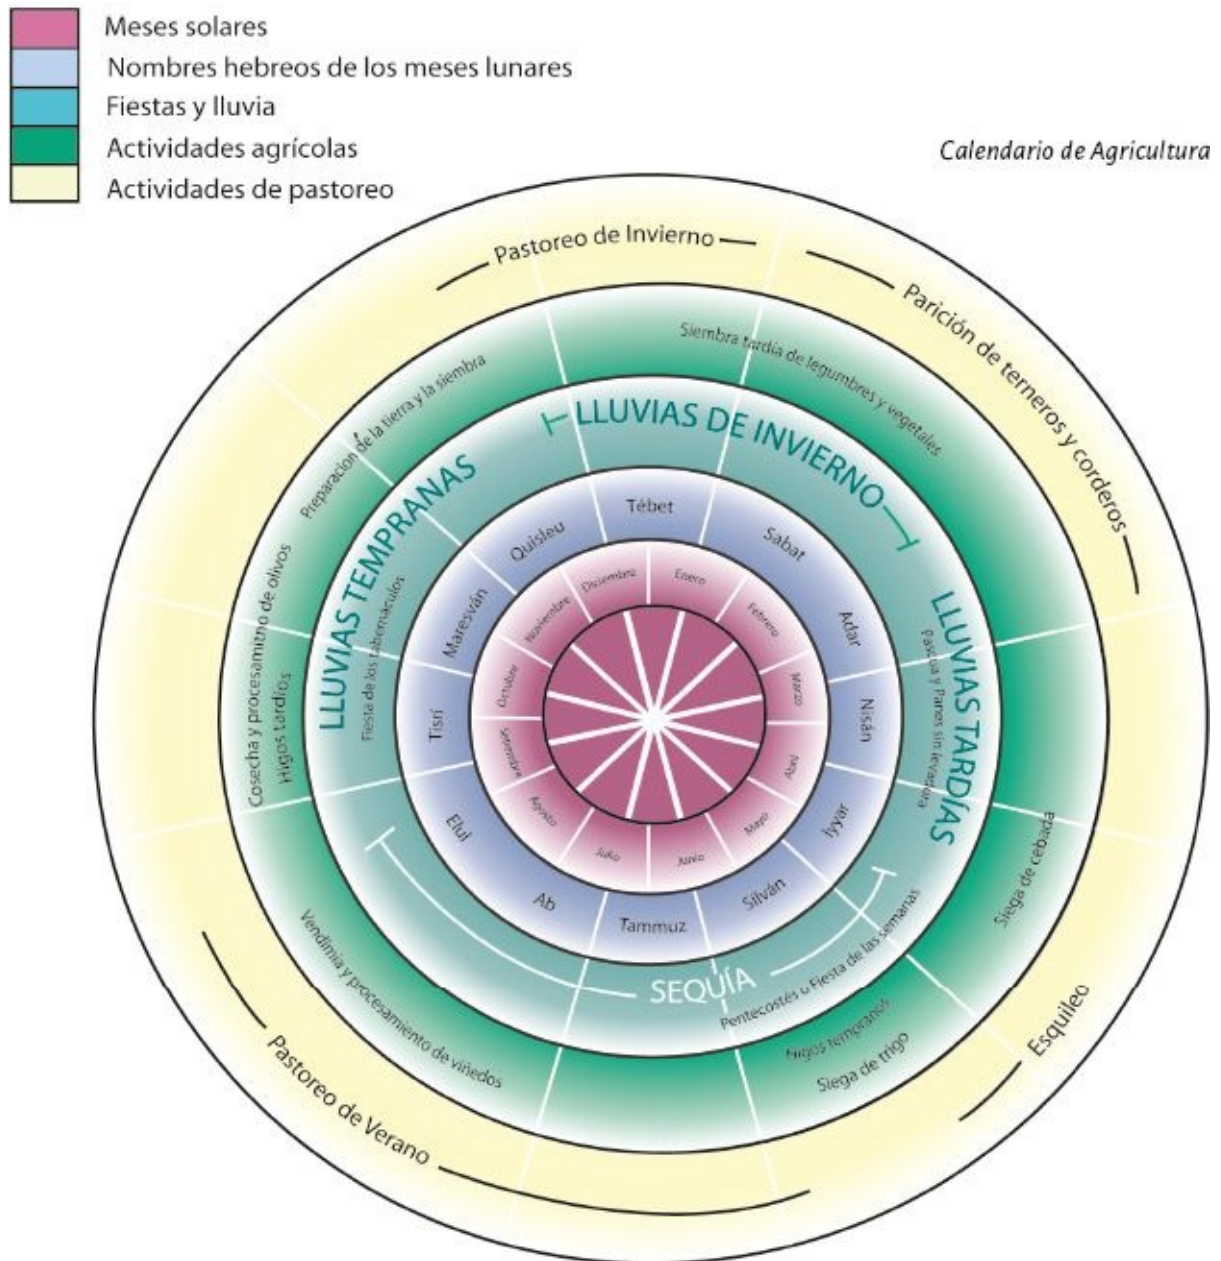 Meses solares
Nombres hebreos de los meses lunares
Fiestas y lluvia
Actividades agrícolas
Actividades de pastoreo
Calendario de Agricultura
Pastoreo de Invierno
Parición de terneros y corderos
Esquileo
Pastoreo de Verano
Siembra tardía de legumbres y vegetales
Siega de cebada
Higos tempranos
Siega de trigo
Vendimia y procesamiento de viñedos
Cosecha y procesamitno de olivos
Higos tardíos
Preparacíon de la tierra y la siembra
LLUVIAS DE INVIERNO
LLUVIAS TARDÍAS
Pascua y Panes sin levadura
Pentecostés u Fiesta de las semanas
SEQUÍA
LLUVIAS TEMPRANAS
Fiesta de los tabernaculos
Tébet
Sabat
Adar
Nisán
Iyyar
Silván
Tammuz
Ab
Elul
Tisrí
Maresván
Quisleu
Enero
Febrero
Marzo
Abril
Mayo
Junio
Julio
Agosto
Setiembre
Octubre
Noviembre
Diciembre